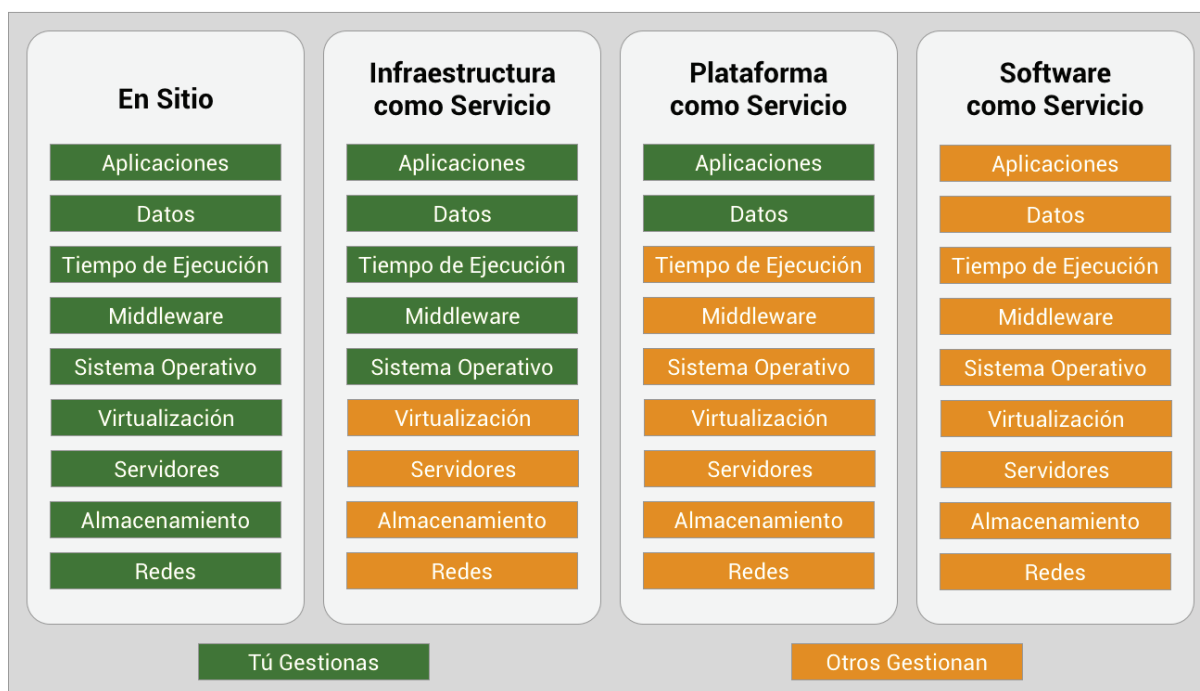 En Sitio
Aplicaciones
Datos
Tiempo de Ejecución
Middleware
Sistema Operativo
Virtualización
Servidores
Almacenamiento
Redes
Infraestructura
como Servicio
Aplicaciones
Datos
Tiempo de Ejecución
Middleware
Sistema Operativo
Virtualización
Servidores
Almacenamiento
Redes
Plataforma
como Servicio
Aplicaciones
Datos
Tiempo de Ejecución
Middleware
Sistema Operativo
Virtualización
Servidores
Almacenamiento
Redes
Software
como Servicio
Aplicaciones
Datos
Tiempo de Ejecución
Middleware
Sistema Operativo
Virtualización
Servidores
Almacenamiento
Redes
Tú Gestionas
Otros Gestionan